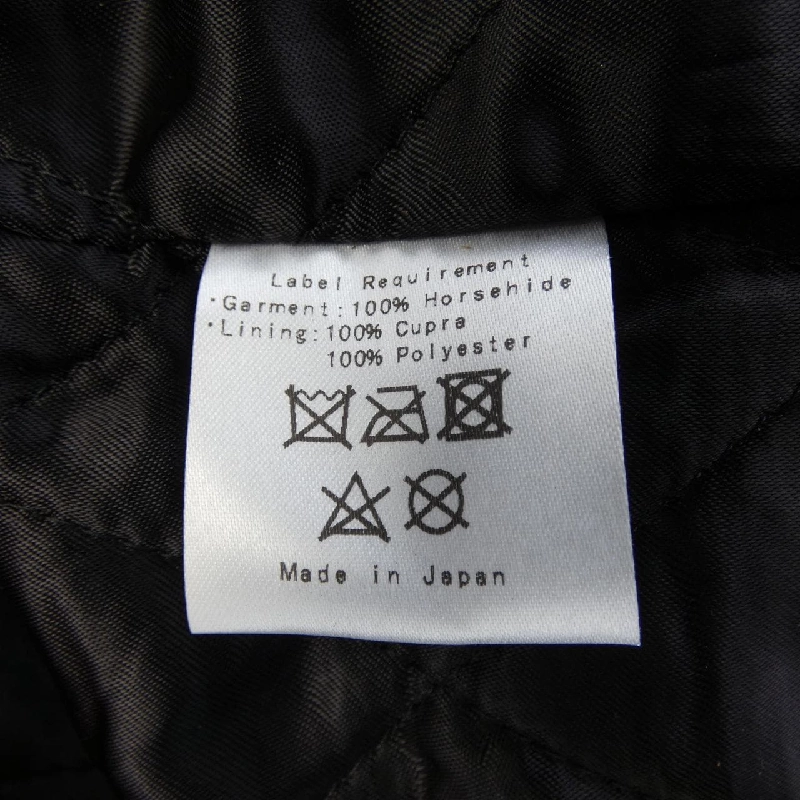 Label Requirement
・Garment:100% Horsehide
・Lining:100% Cupra
100% Polyester
Made in Japan